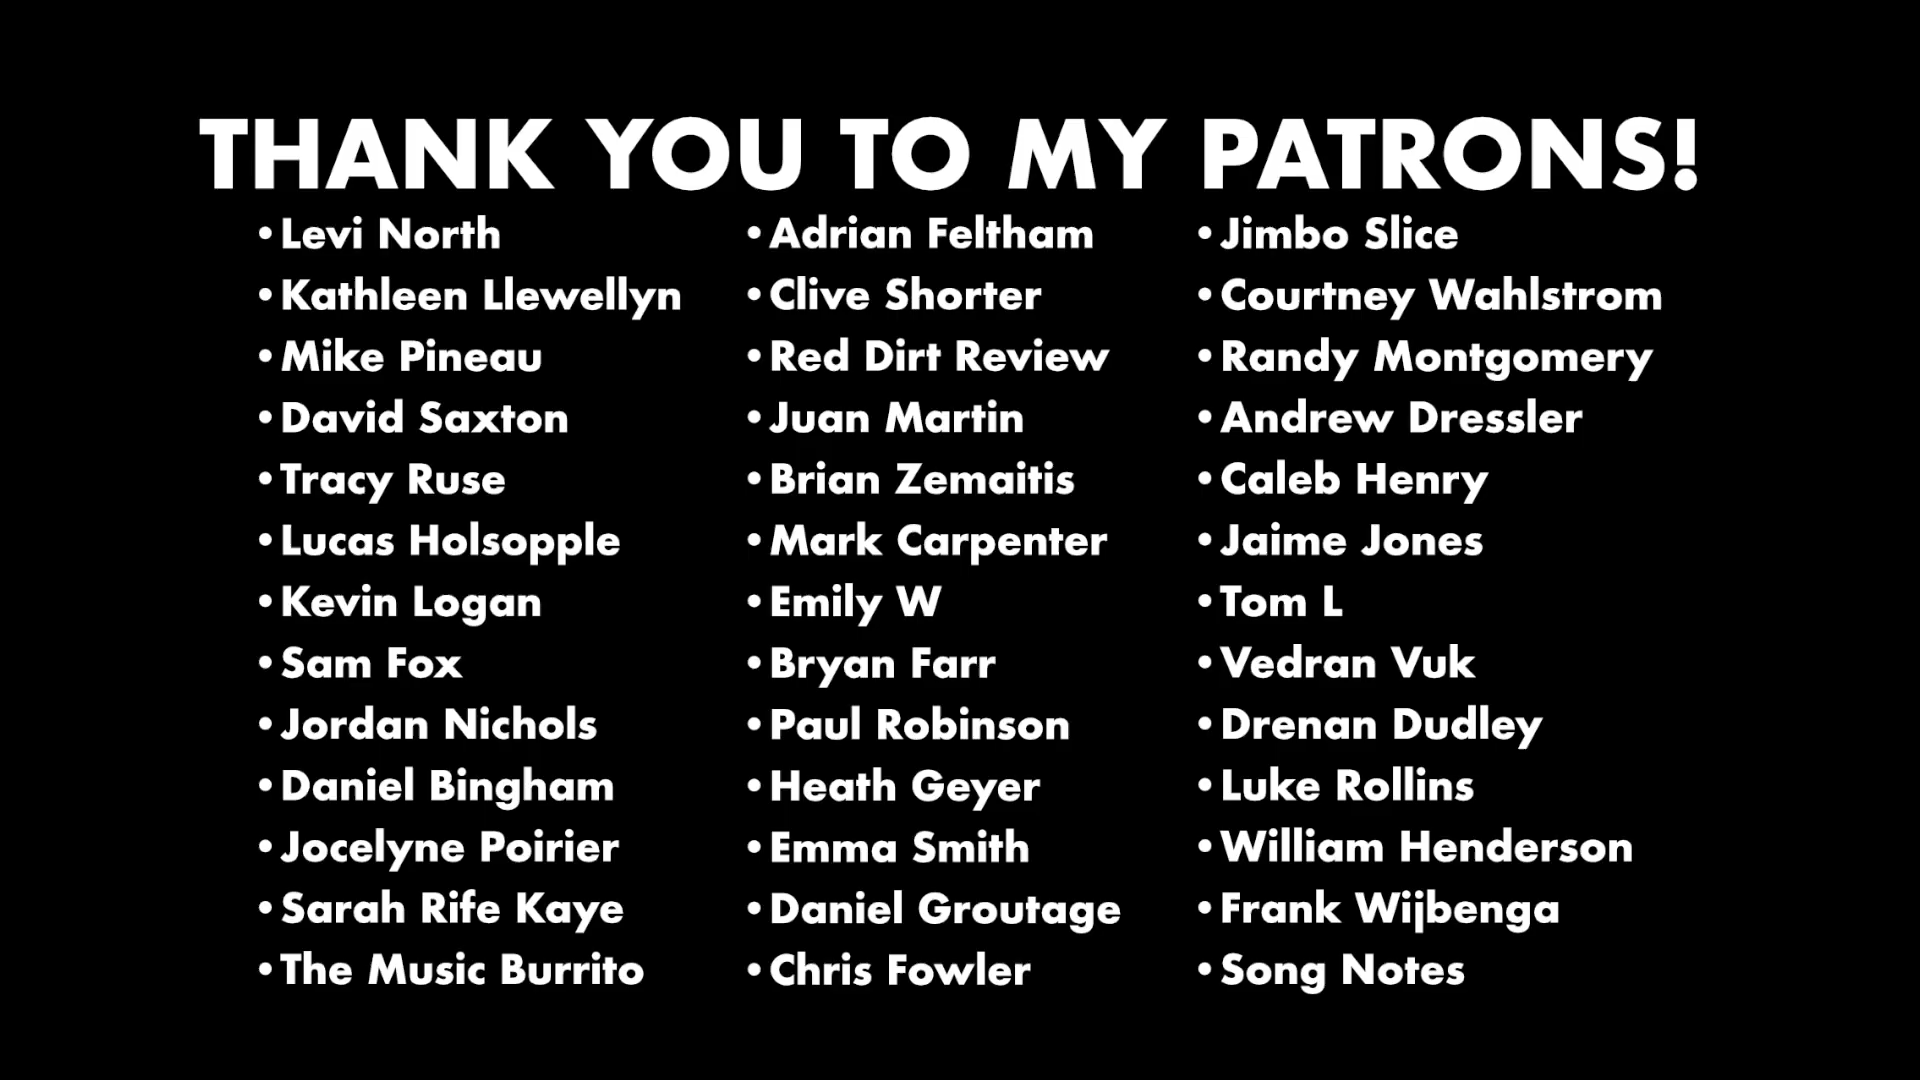 THANK YOU TO MY PATRONS!
• Levi North
• Kathleen Llewellyn
• Mike Pineau
• David Saxton
• Tracy Ruse
• Lucas Holsopple
• Kevin Logan
• Sam Fox
• Jordan Nichols
• Daniel Bingham
• Jocelyne Poirier
• Sarah Rife Kaye
• The Music Burrito
• Adrian Feltham
• Clive Shorter
• Red Dirt Review
• Juan Martin
• Brian Zemaitis
• Mark Carpenter
• Emily W
• Bryan Farr
• Paul Robinson
• Heath Geyer
• Emma Smith
• Daniel Groutage
• Chris Fowler
• Jimbo Slice
• Courtney Wahlstrom
• Randy Montgomery
• Andrew Dressler
• Caleb Henry
• Jaime Jones
• Tom L
• Vedran Vuk
• Drenan Dudley
• Luke Rollins
• William Henderson
• Frank Wijbenga
• Song Notes